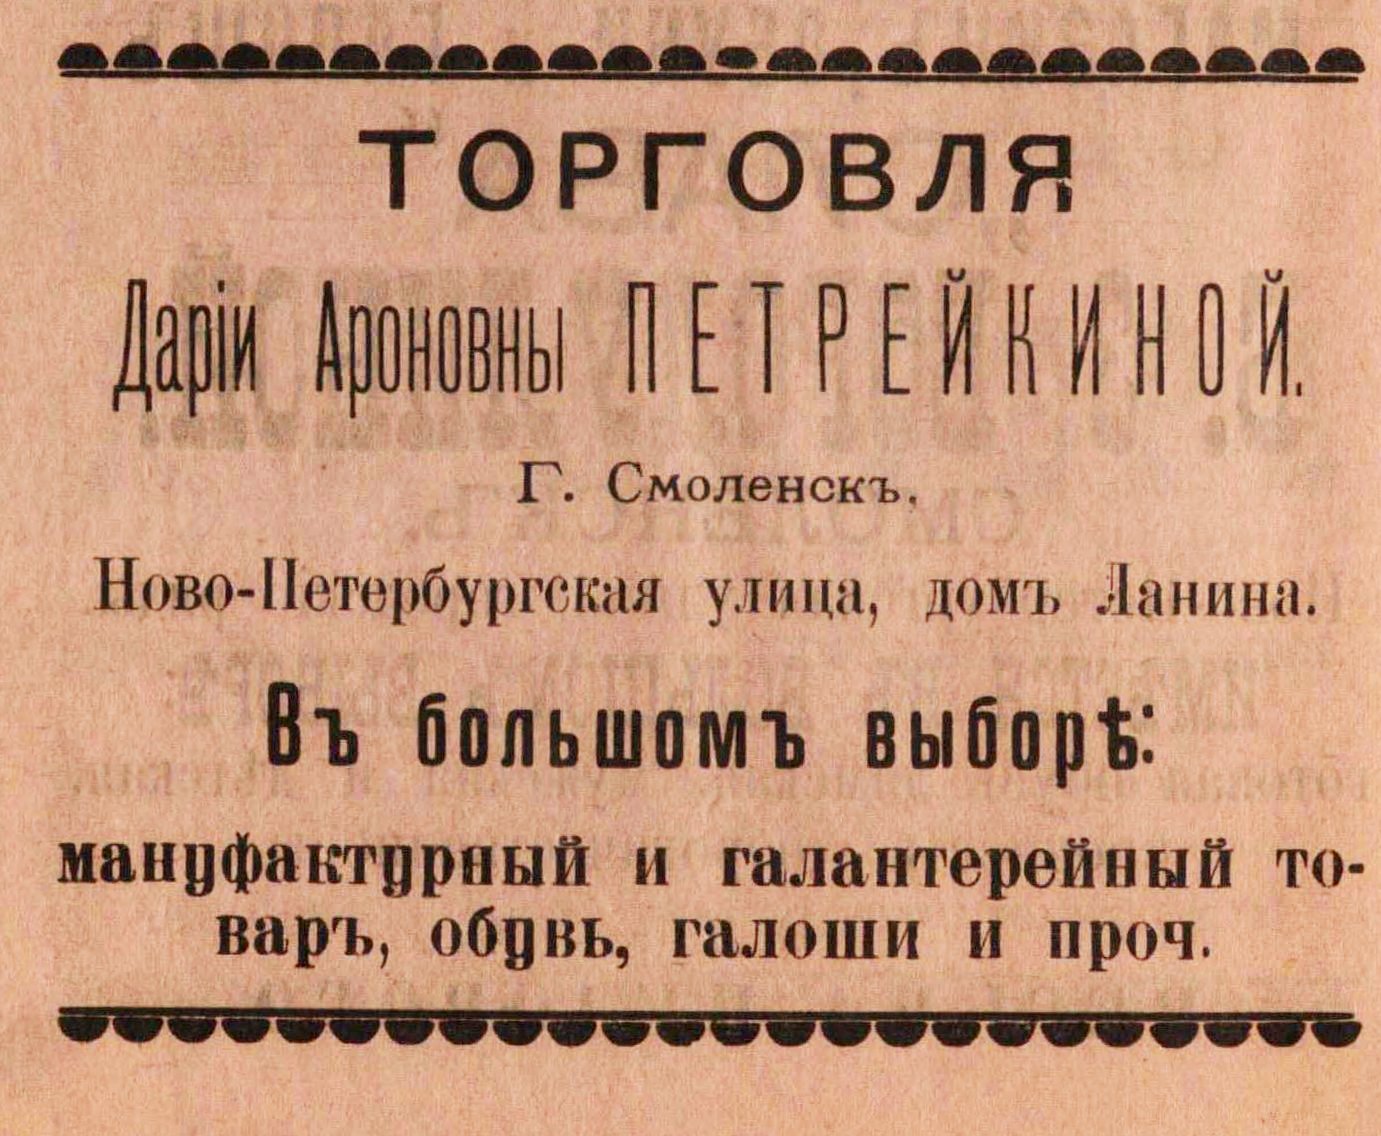 ТОРГОВЛЯ
Даріи Ароновны ПЕТРЕЙКИНОЙ.
Г. Смоленскъ.
Ново-Петербургская улица, домъ Ланина.
Въ большомъ выборѣ:
мануфактурный и галантерейный то-
варъ, обувь, галоши и проч.